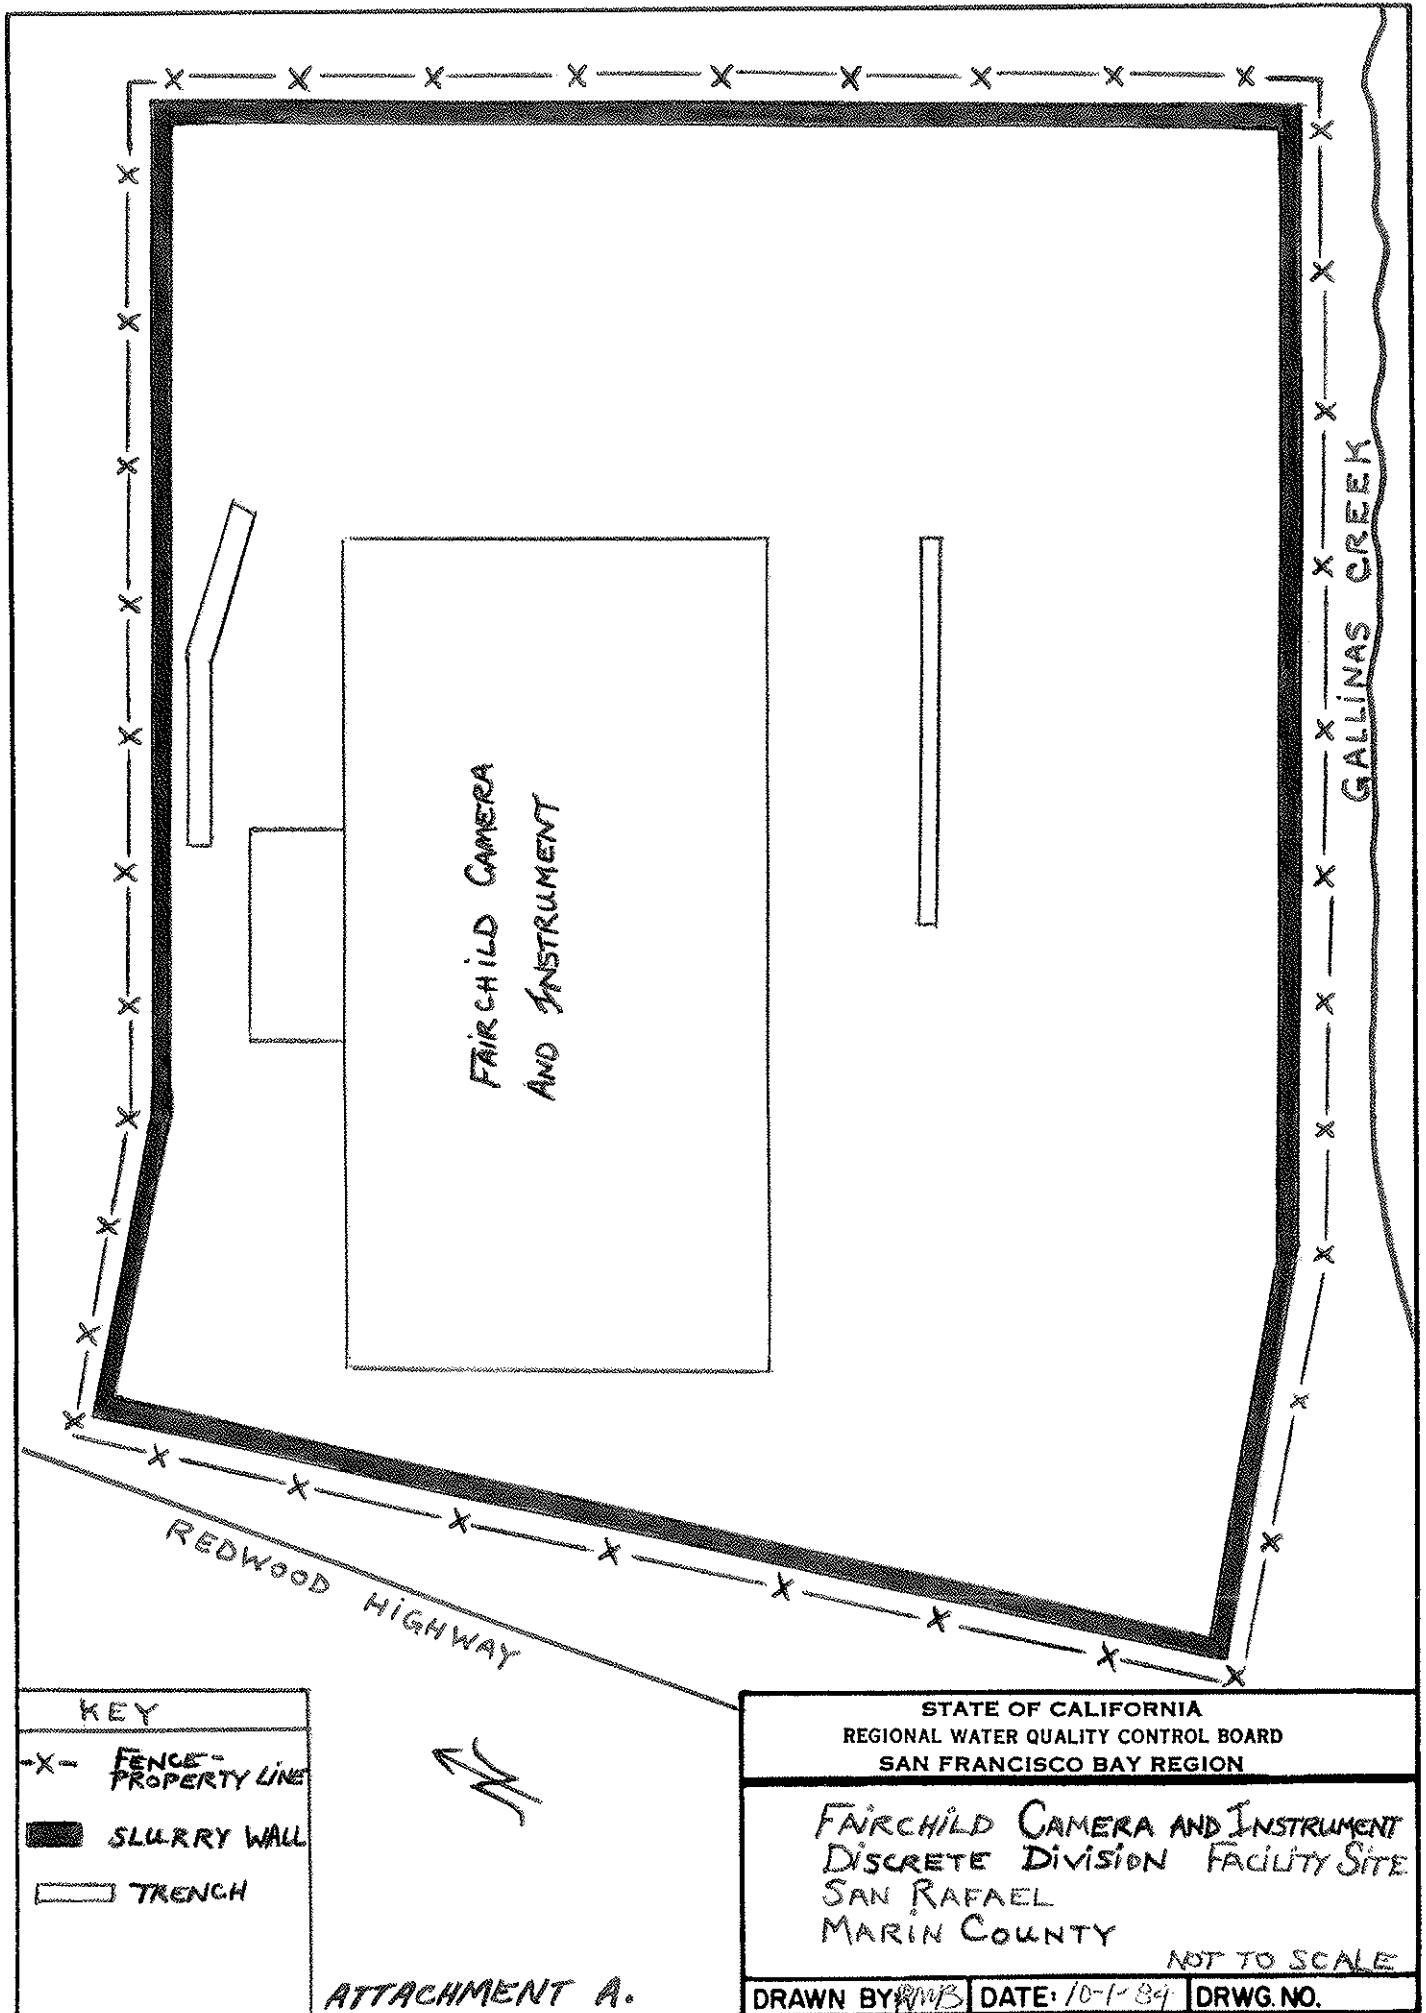 GALLINAS CREEK
FAIRCHILD CAMERA
AND INSTRUMENT
REDWOOD HIGHWAY
KEY
-X- FENCE-
PROPERTY LINE
SLURRY WALL
TRENCH
N
ATTACHMENT A.
STATE OF CALIFORNIA
REGIONAL WATER QUALITY CONTROL BOARD
SAN FRANCISCO BAY REGION
FAIRCHILD CAMERA AND INSTRUMENT
DISCRETE DIVISION FACILITY SITE
SAN RAFAEL
MARIN COUNTY
NOT TO SCALE
DRAWN BY DATE: 10-1-84 DRWG. NO.